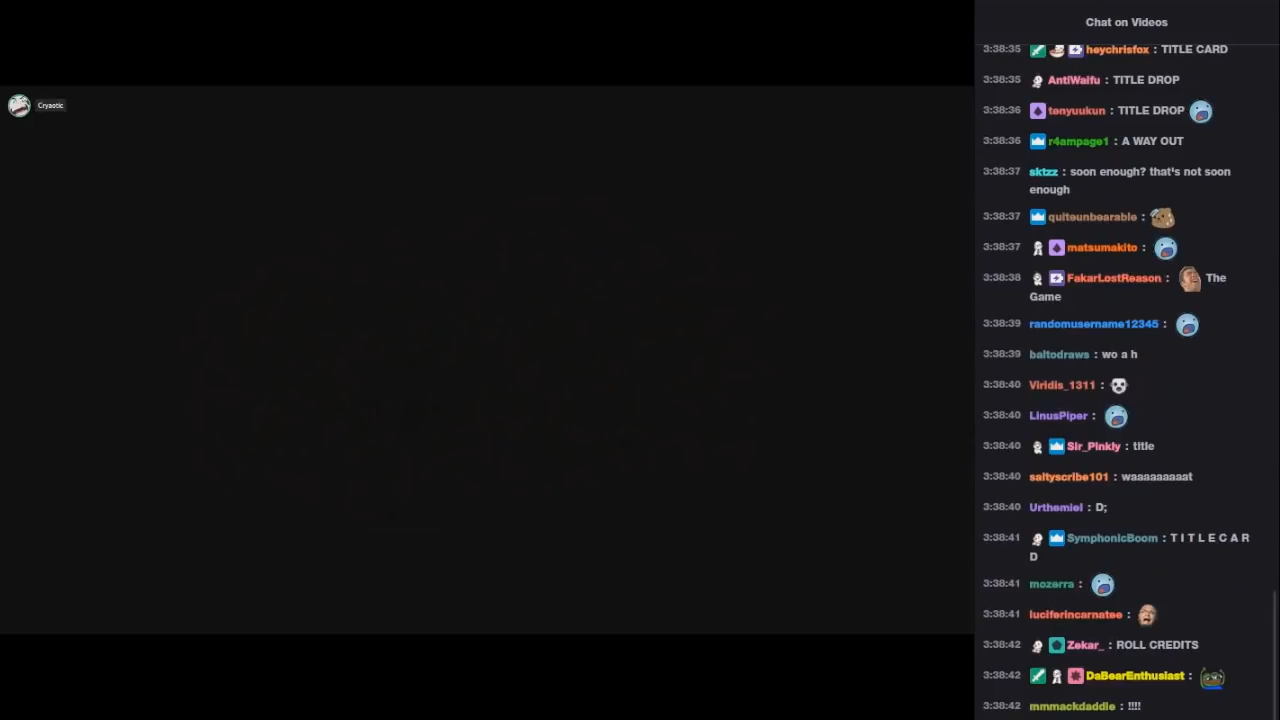 Chat on Videos
Cryaotic
3:38:35 heychrisfox : TITLE CARD
3:38:35 AntiWaifu : TITLE DROP
3:38:36 tenyuukun : TITLE DROP
3:38:36 r4ampage1 : A WAY OUT
3:38:37 sktzz : soon enough? that's not soon
enough
3:38:37 quiteunbearable :
3:38:37 matsumakito :
3:38:38 FakarLostReason : The
Game
3:38:39 randomusername12345 :
3:38:39 baltodraws : wo a h
3:38:40 Viridis_1311 :
3:38:40 LinusPiper :
3:38:40 Sir_Pinkly : title
3:38:40 saltyscribe101 : waaaaaaaaat
3:38:40 Urthemiel : D;
3:38:41 SymphonicBoom : T I T L E C A R
D
3:38:41 mozerra :
3:38:41 luciferincarnatee :
3:38:42 Zekar_ : ROLL CREDITS
3:38:42 DaBearEnthusiast :
3:38:42 mmmackdaddie : !!!!